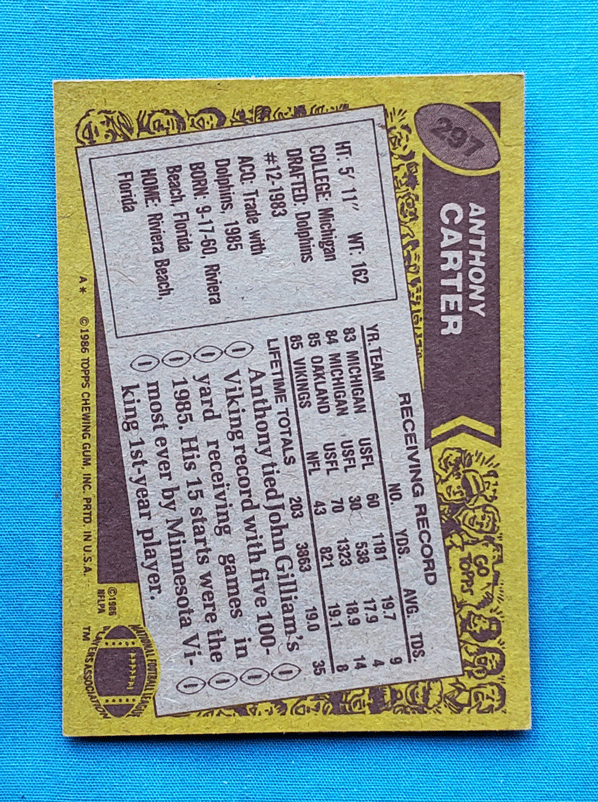 297
ANTHONY
CARTER
GO
TOPPS
HT: 5' 11" WT: 162
COLLEGE: Michigan
DRAFTED: Dolphins
#12-1983
ACQ: Trade with
Dolphins, 1985
BORN: 9-17-60, Riviera
Beach, Florida
HOME: Riviera Beach,
Florida
RECEIVING RECORD
YR. TEAM NO. YDS. AVG. TDS.
83 MICHIGAN USFL 60 1181 19.7 9
84 MICHIGAN USFL 30 538 17.9 4
85 OAKLAND USFL 70 1323 18.9 14
85 VIKINGS NFL 43 821 19.1 8
LIFETIME TOTALS 203 3863 19.0 35
Anthony tied John Gilliam's
Viking record with five 100-
yard receiving games in
1985. His 15 starts were the
most ever by Minnesota Vi-
king 1st-year player.
A* © 1986 TOPPS CHEWING GUM, INC. PRTD. IN U.S.A.
© 1986
NFLPA
NATIONAL FOOTBALL LEAGUE
PLAYERS ASSOCIATION
TM